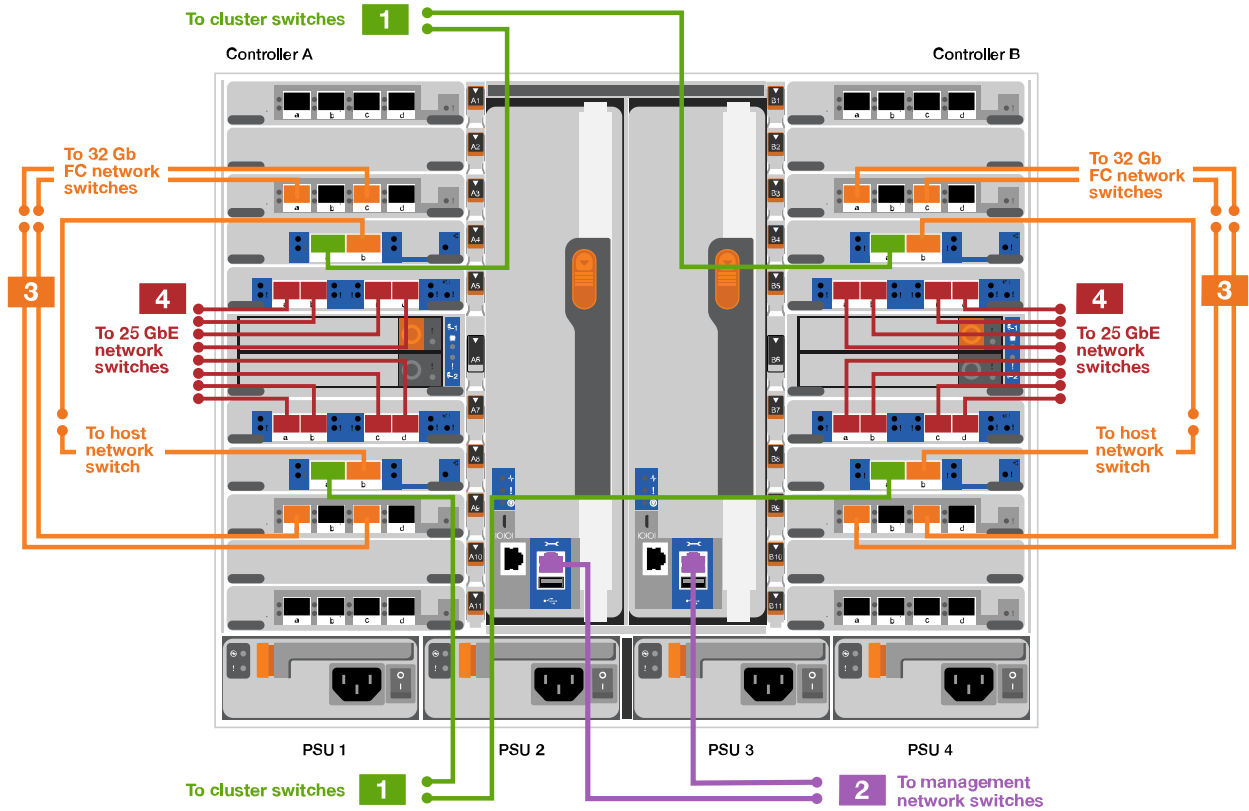 To cluster switches 1
Controller A
Controller B
a b c d
A1
B1
a b c d
A2
B2
To 32 Gb
FC network
switches
To 32 Gb
FC network
switches
a b c d
A3
B3
a b c d
b
A4
B4
b
3
3
4
4
A5
B5
To 25 GbE
network
switches
To 25 GbE
network
switches
A6
B6
A7
B7
a b c d
a b c d
To host
network
switch
To host
network
switch
A8
B8
b
b
A9
B9
b d
b d
A10
B10
IOIOI
IOIOI
A11
B11
a b c d
a b c d
PSU 1
PSU 2
PSU 3
PSU 4
To cluster switches 1
2 To management
network switches